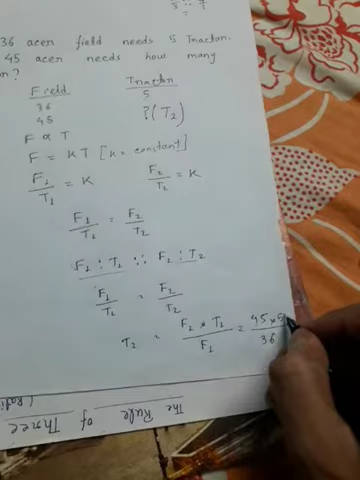 36 acer field needs 5 Tractor.
45 acer needs how many
?
Field Tractor
36 5
45 ?(T2)
F ∝ T
F = KT [K = constant]
F1/T1 = K F2/T2 = K
F1/T1 = F2/T2
F1 : T1 :: F2 : T2
F1/T1 = F2/T2
T2 = F2 × T1/F1 = 45×5/36
The Rule of Three